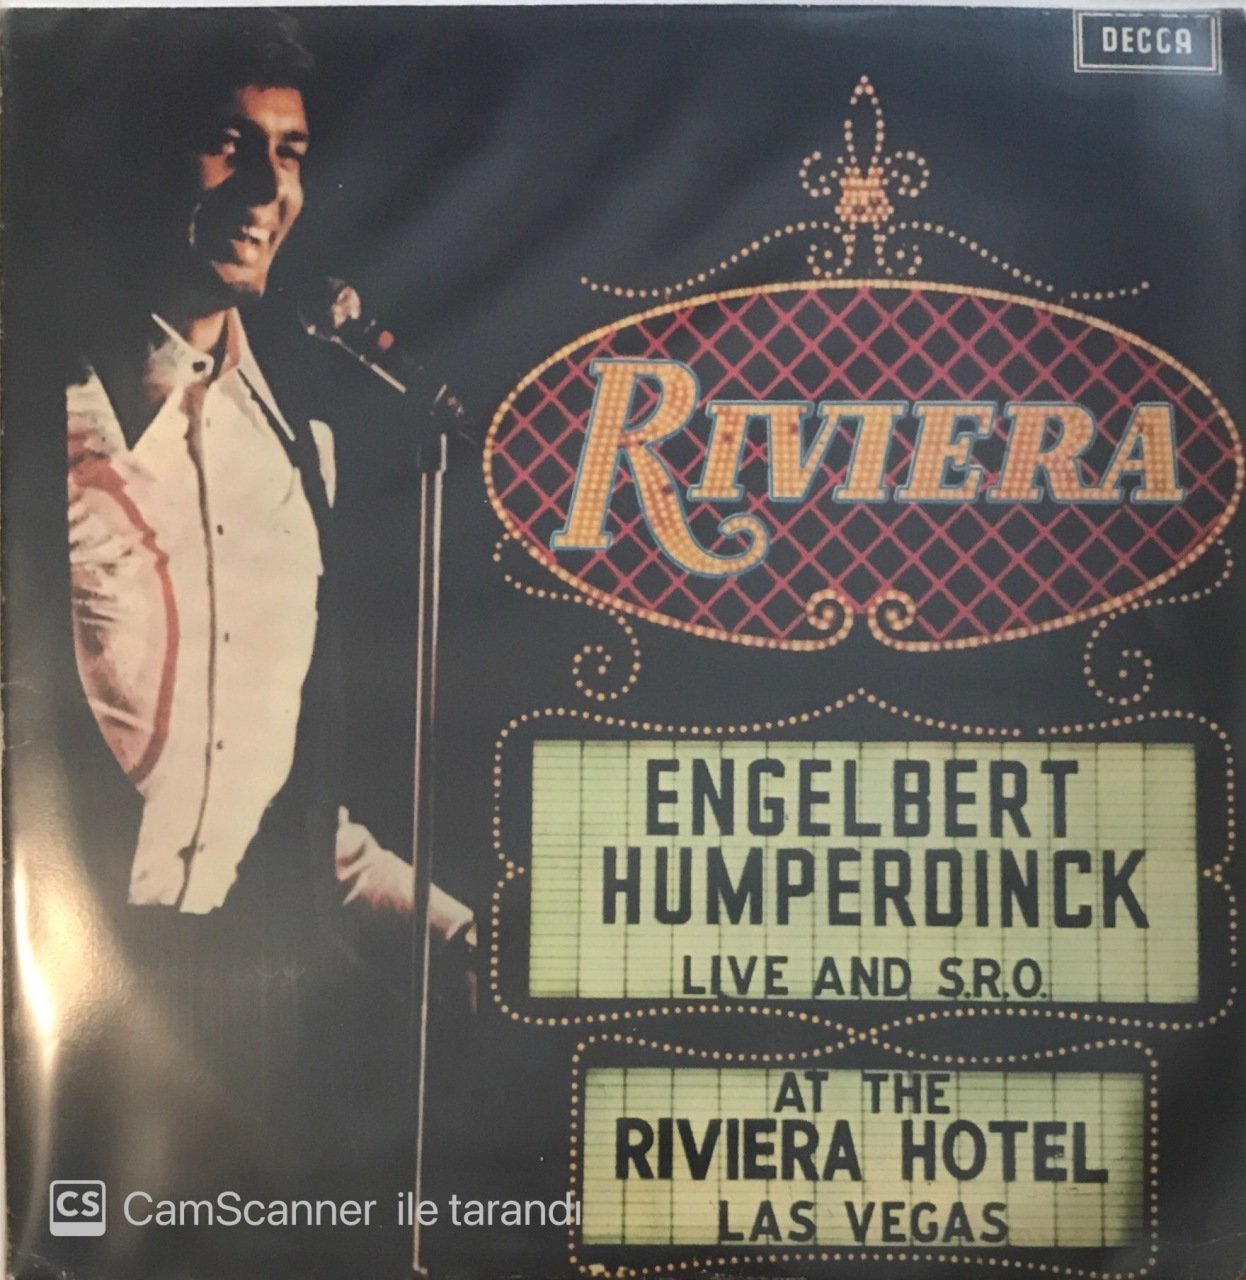 DECCA
RIVIERA
ENGELBERT
HUMPERDINCK
LIVE AND S.R.O.
AT THE
RIVIERA HOTEL
LAS VEGAS
CS CamScanner ile tarandı